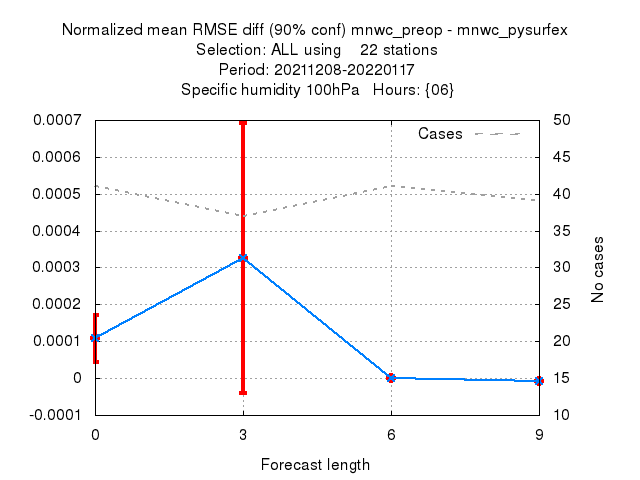 Normalized mean RMSE diff (90% conf) mnwc_preop - mnwc_pysurfex
Selection: ALL using    22 stations
Period: 20211208-20220117
Specific humidity 100hPa   Hours: {06}
Cases
0.0007
0.0006
0.0005
0.0004
0.0003
0.0002
0.0001
0
-0.0001
50
45
40
35
30
25
20
15
10
No cases
0 3 6 9
Forecast length